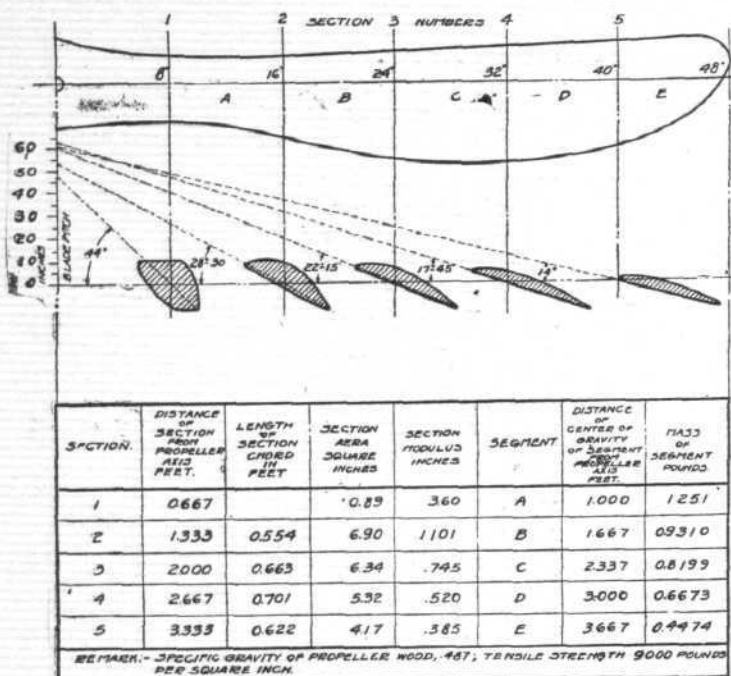 1 2 SECTION 3 NUMBERS 4 5
8" 16" 24" 32" 40" 48"
A B C D E
60
50
40
30
20
10
0
INCHES
BLADE PITCH
44° 28°30 22°15 17°45 14°
SECTION. DISTANCE OF SECTION FROM PROPELLER AXIS FEET. LENGTH OF SECTION CHORD IN FEET SECTION AERA SQUARE INCHES SECTION MODULUS INCHES SEGMENT DISTANCE OF CENTER OF GRAVITY OF SEGMENT FROM PROPELLER AXIS FEET. MASS OF SEGMENT POUNDS
1 0.667 0.89 3.60 A 1.000 1.251
2 1.333 0.554 6.90 1.101 B 1.667 0.9310
3 2.000 0.663 6.34 .745 C 2.337 0.8199
4 2.667 0.701 5.32 .520 D 3.000 0.6673
5 3.333 0.622 4.17 .385 E 3.667 0.4474
REMARK:- SPECIFIC GRAVITY OF PROPELLER WOOD, .487; TENSILE STRENGTH 9000 POUNDS
PER SQUARE INCH.